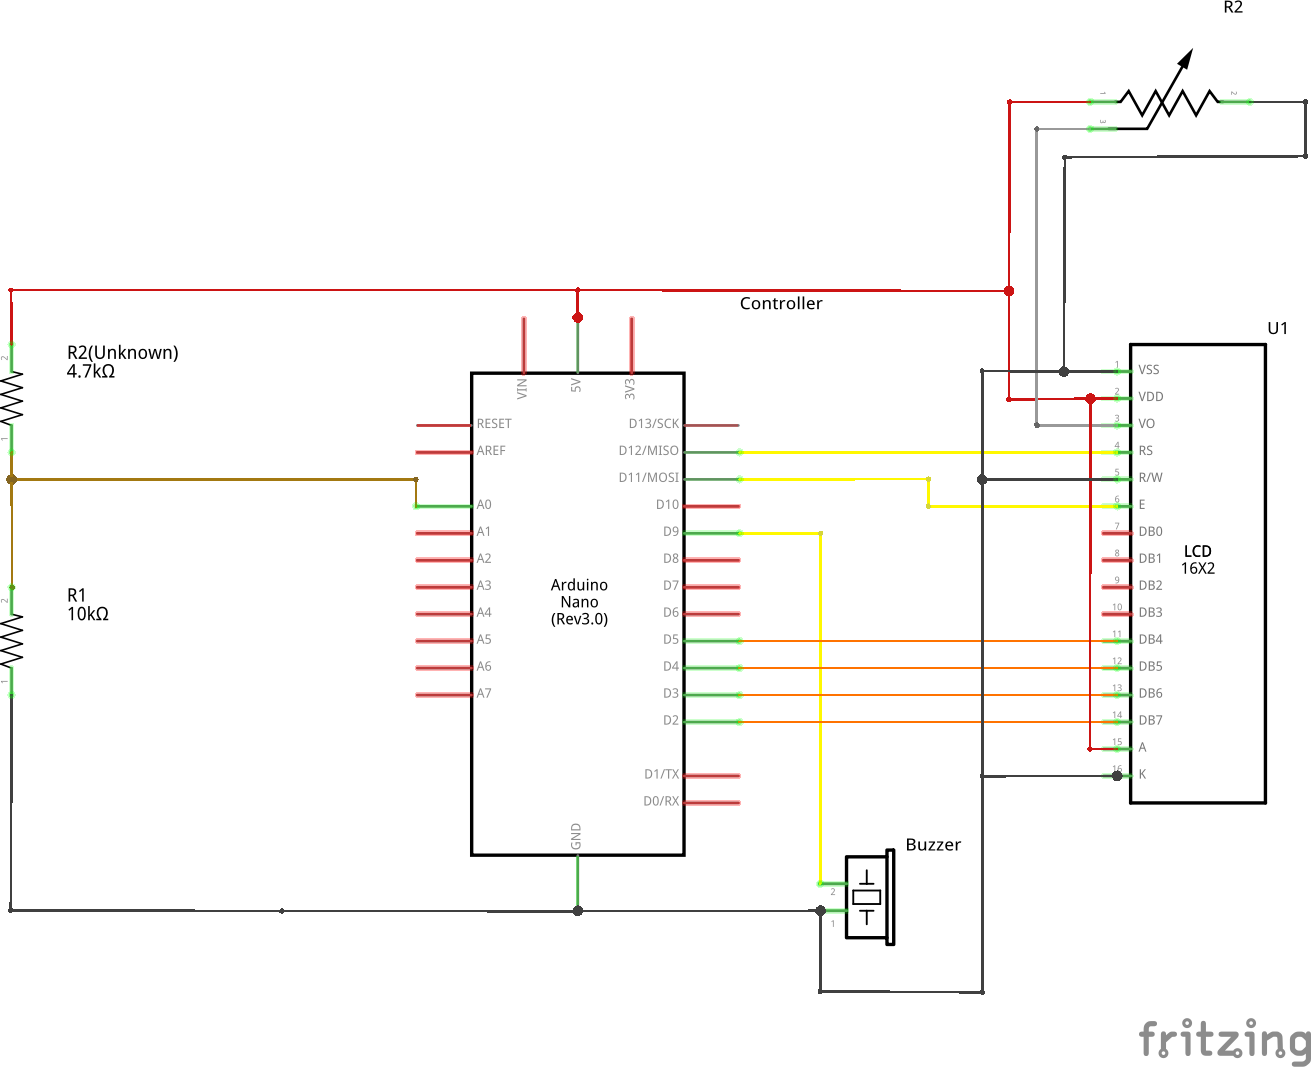 R2
1
2
3
Controller
U1
2
R2(Unknown)
4.7kΩ
1
VIN
5V
3V3
RESET
AREF
A0
A1
A2
A3
A4
A5
A6
A7
D13/SCK
D12/MISO
D11/MOSI
D10
D9
D8
D7
D6
D5
D4
D3
D2
D1/TX
D0/RX
GND
Arduino
Nano
(Rev3.0)
1 VSS
2 VDD
3 VO
4 RS
5 R/W
6 E
7 DB0
8 DB1
9 DB2
10 DB3
11 DB4
12 DB5
13 DB6
14 DB7
15 A
16 K
LCD
16X2
2
R1
10kΩ
1
Buzzer
2
1
fritzing